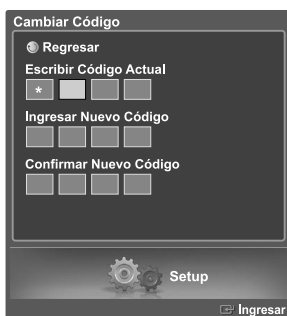 Cambiar Código
Regresar
Escribir Código Actual
*
Ingresar Nuevo Código
Confirmar Nuevo Código
Setup
Ingresar